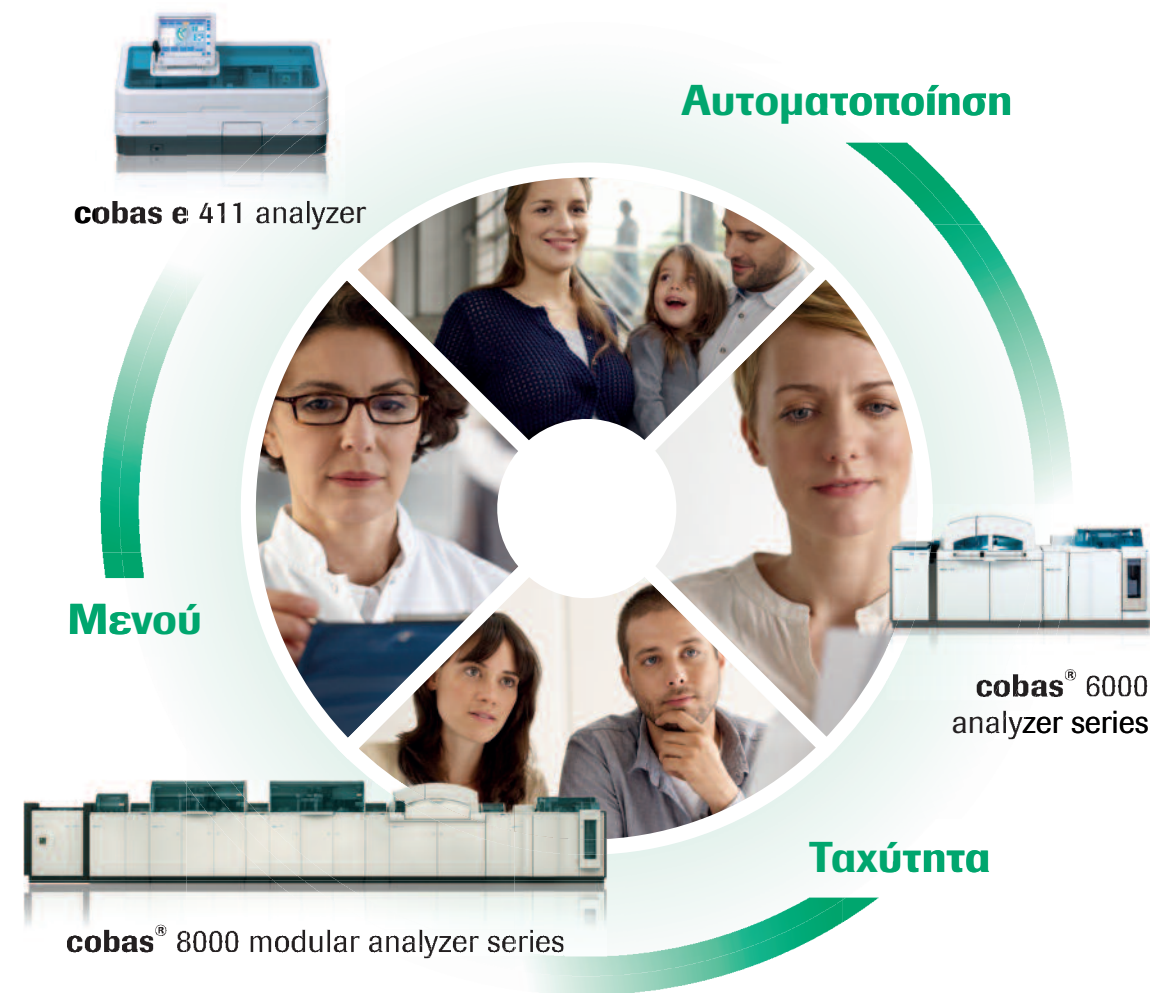 Αυτοματοποίηση
cobas e 411 analyzer
Μενού
cobas® 6000
analyzer series
Ταχύτητα
cobas® 8000 modular analyzer series